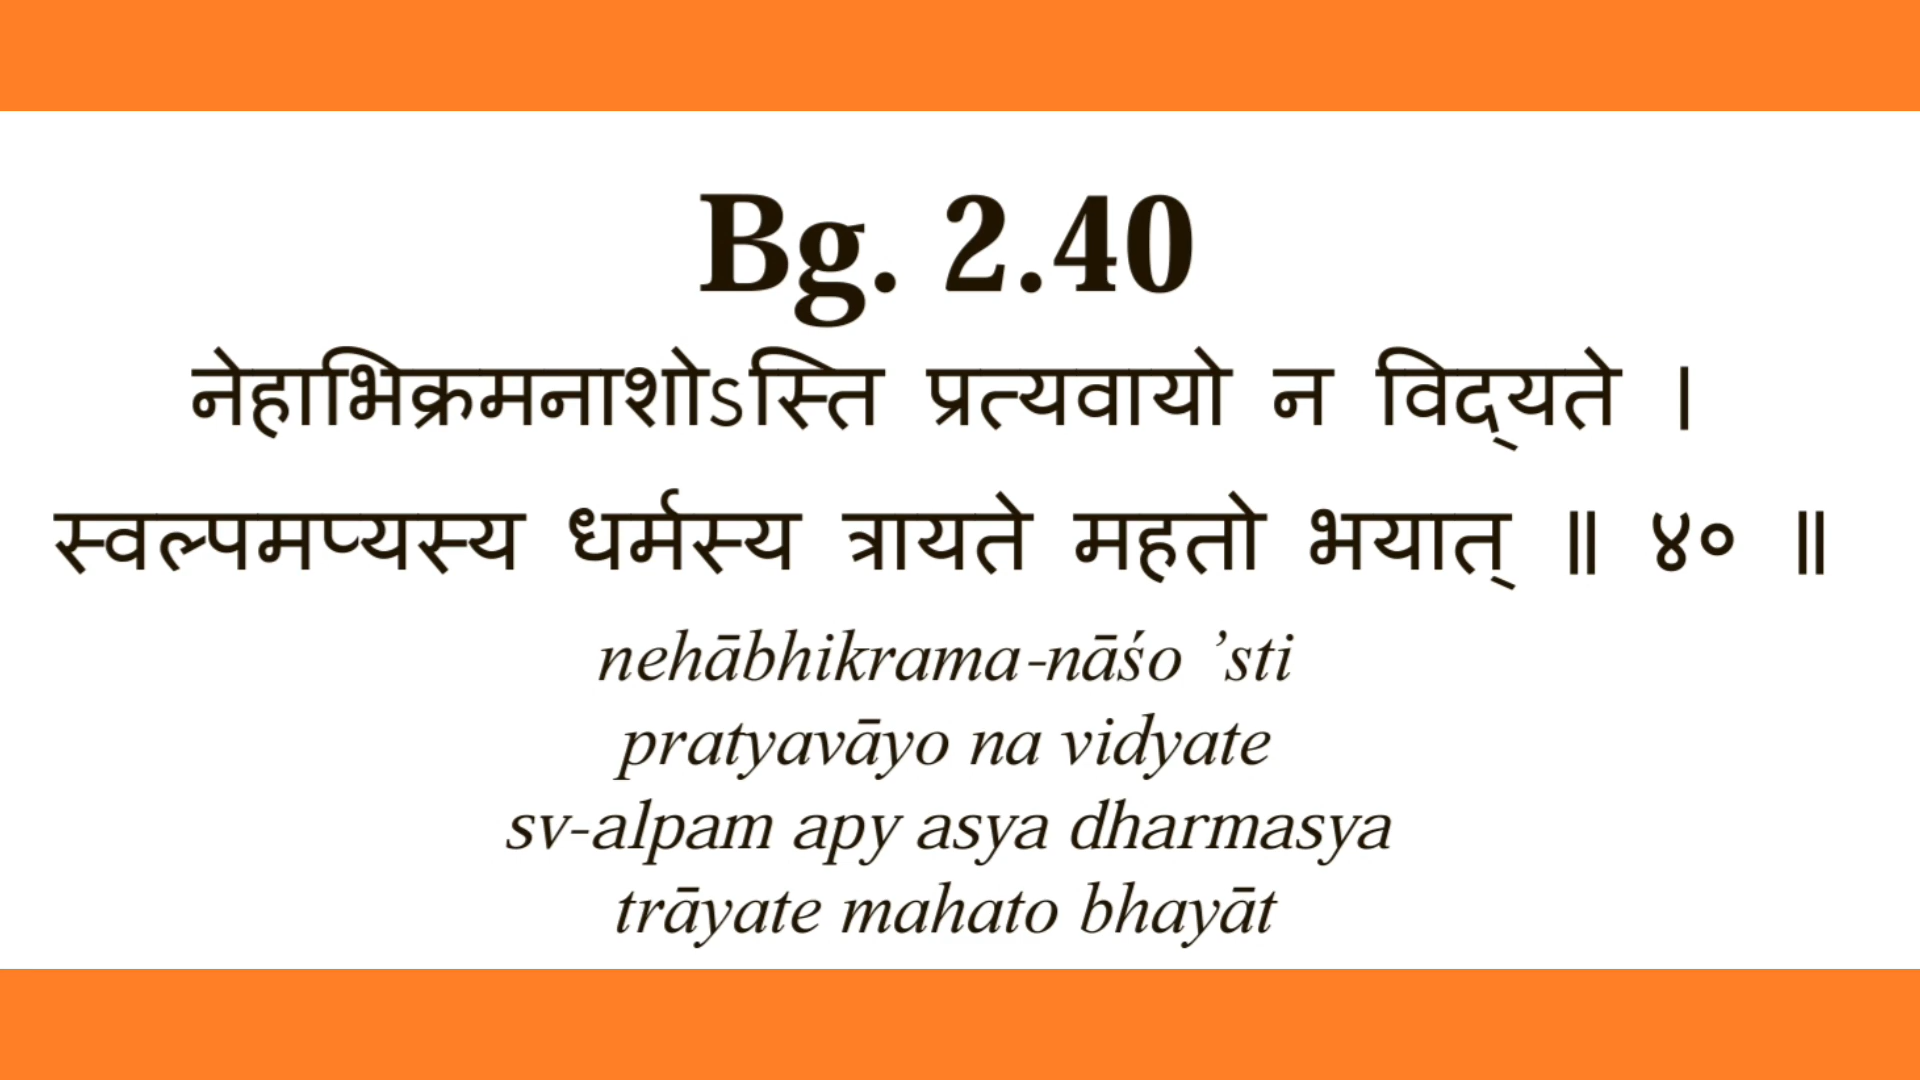 Bg. 2.40
नेहाभिक्रमनाशोऽस्ति प्रत्यवायो न विद्‌यते ।
स्वल्पमप्यस्य धर्मस्य त्रायते महतो भयात् ॥ ४० ॥
nehābhikrama-nāśo ’sti
pratyavāyo na vidyate
sv-alpam apy asya dharmasya
trāyate mahato bhayāt